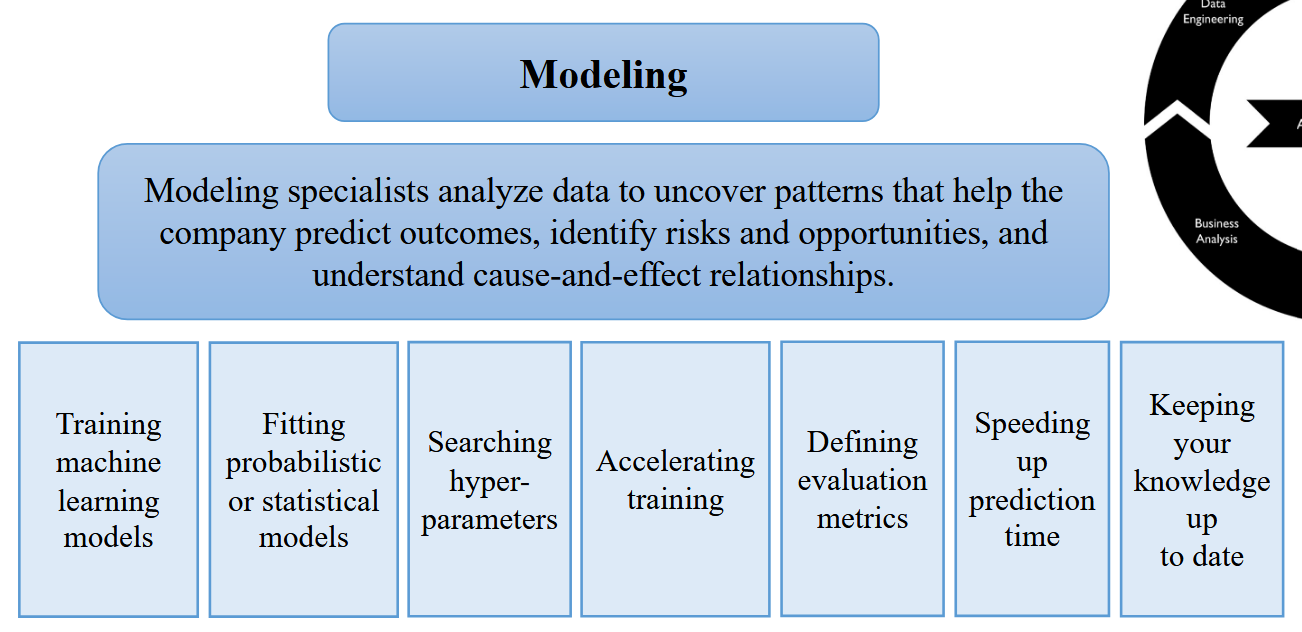 Data
Engineering
Modeling
Modeling specialists analyze data to uncover patterns that help the
company predict outcomes, identify risks and opportunities, and
understand cause-and-effect relationships.
Business
Analysis
Training
machine
learning
models
Fitting
probabilistic
or statistical
models
Searching
hyper-
parameters
Accelerating
training
Defining
evaluation
metrics
Speeding
up
prediction
time
Keeping
your
knowledge
up
to date